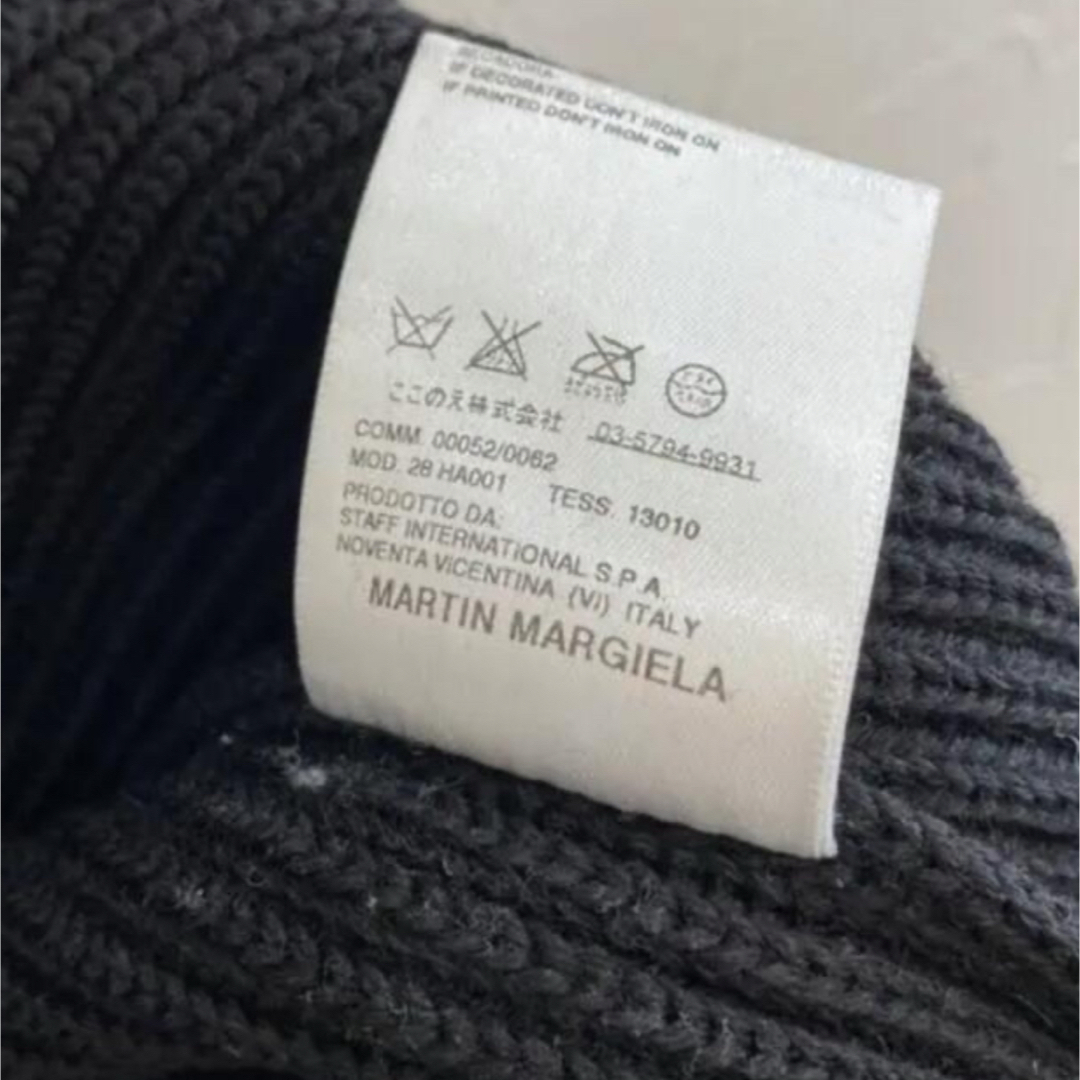 IF DECORATED DON'T IRON ON
IF PRINTED DON'T IRON ON
ここのえ株式会社 03-5794-9931
COMM. 00052/0062
MOD. 28 HA001 TESS. 13010
PRODOTTO DA:
STAFF INTERNATIONAL S.P.A.
NOVENTA VICENTINA (VI) ITALY
MARTIN MARGIELA